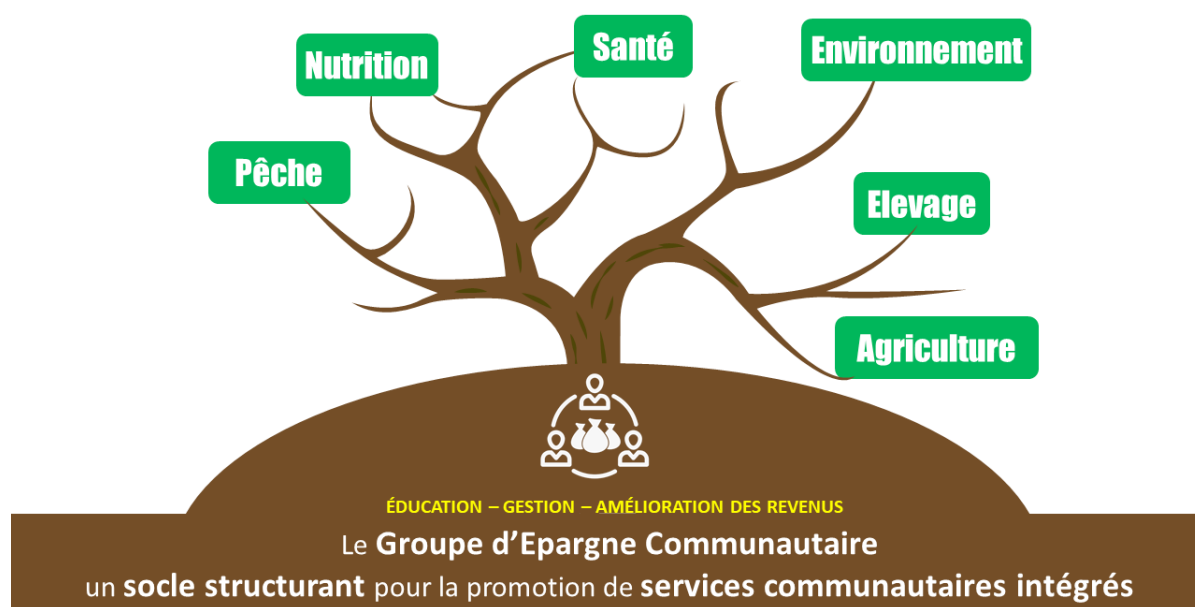 Nutrition
Santé
Environnement
Pêche
Elevage
Agriculture
ÉDUCATION – GESTION – AMÉLIORATION DES REVENUS
Le Groupe d’Epargne Communautaire
un socle structurant pour la promotion de services communautaires intégrés